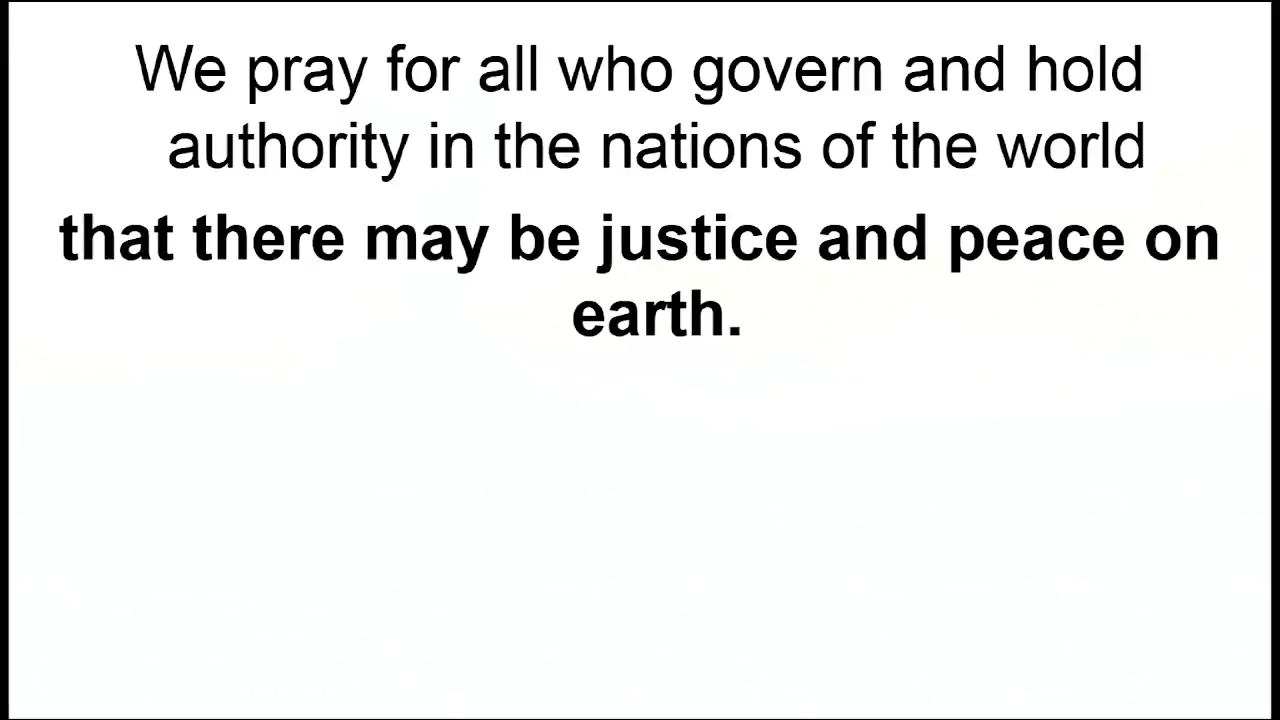 We pray for all who govern and hold
authority in the nations of the world
that there may be justice and peace on
earth.